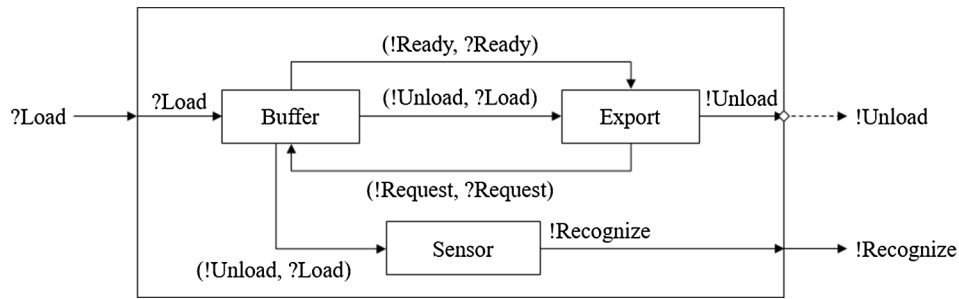 (!Ready, ?Ready)
?Load
?Load
Buffer
(!Unload, ?Load)
Export
!Unload
!Unload
(!Request, ?Request)
Sensor
!Recognize
!Recognize
(!Unload, ?Load)